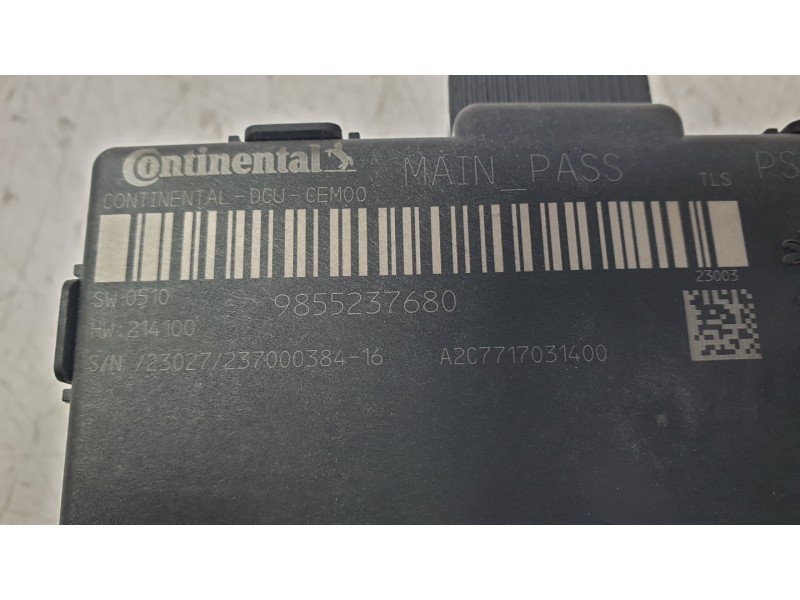 Continental MAIN_PASS TLS PS
CONTINENTAL-DCU-CEM00
23003
SW:0510 9855237680
HW:214100
S/N /23027/237000384-16 A2C7717031400